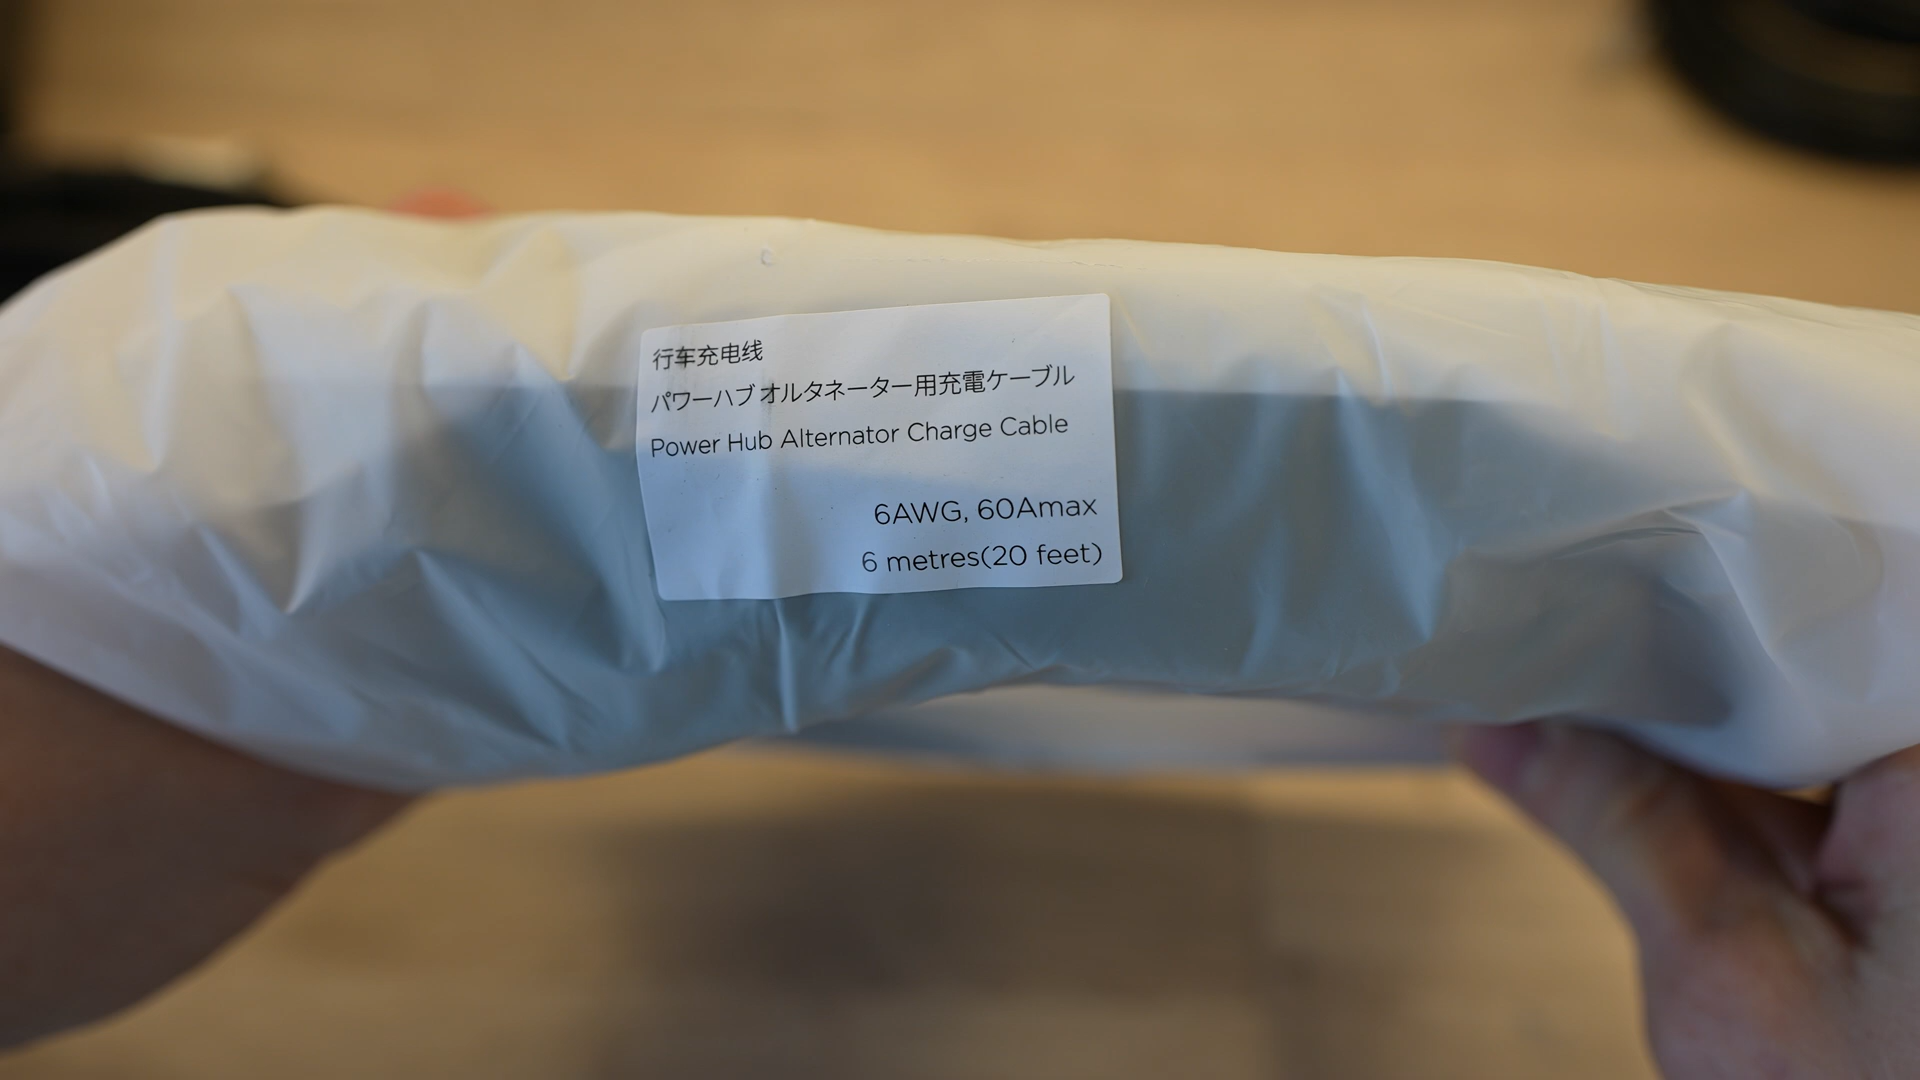 行车充电线
パワーハブ オルタネーター用充電ケーブル
Power Hub Alternator Charge Cable
6AWG, 60Amax
6 metres(20 feet)